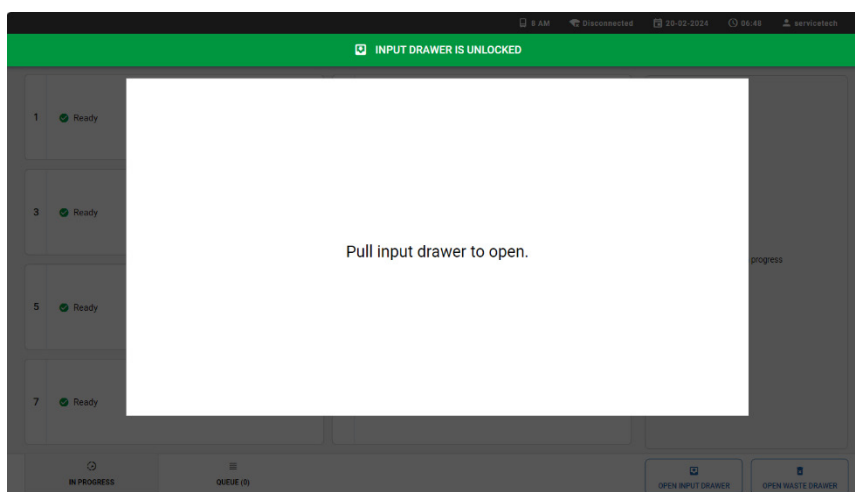 8 AM Disconnected 20-02-2024 06:48 servicetech
INPUT DRAWER IS UNLOCKED
1 Ready
3 Ready
Pull input drawer to open.
progress
5 Ready
7 Ready
IN PROGRESS QUEUE (0) OPEN INPUT DRAWER OPEN WASTE DRAWER